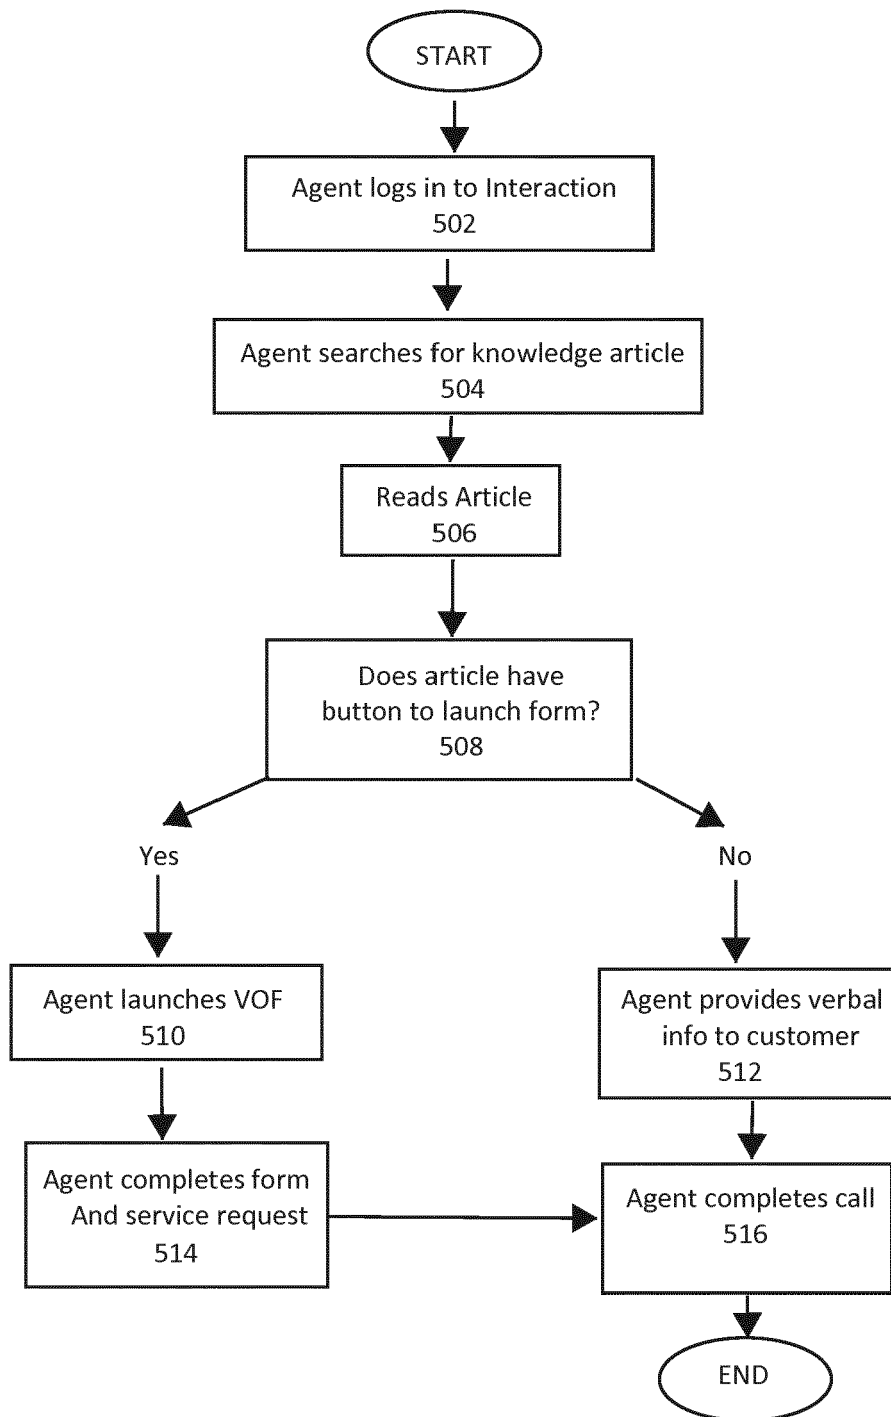 START
Agent logs in to Interaction
502
Agent searches for knowledge article
504
Reads Article
506
Does article have
button to launch form?
508
Yes
No
Agent launches VOF
510
Agent provides verbal
info to customer
512
Agent completes form
And service request
514
Agent completes call
516
END